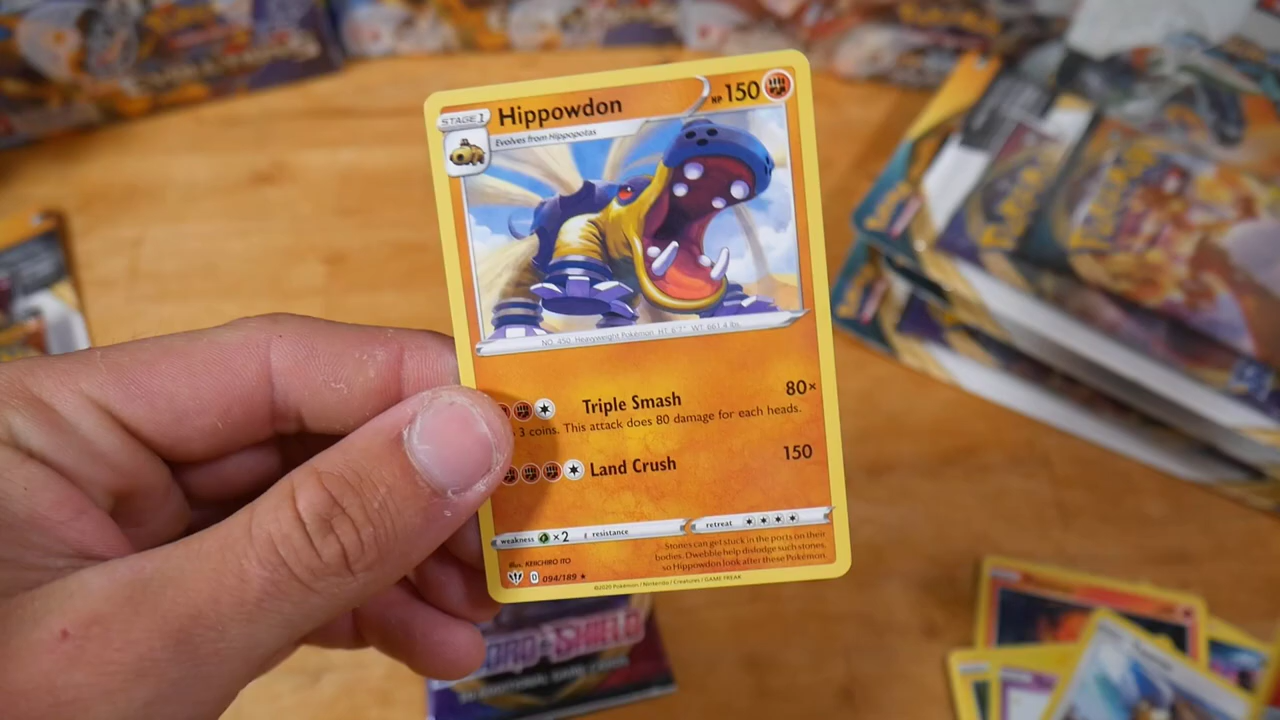 STAGE 1
Hippowdon
HP 150
Evolves from Hippopotas
NO. 450 Heavyweight Pokémon HT 6'7" WT 661.4 lbs.
Triple Smash 80×
3 coins. This attack does 80 damage for each heads.
Land Crush 150
weakness ×2 resistance retreat
Stones can get stuck in the ports on their
bodies. Dwebble help dislodge such stones,
so Hippowdon look after these Pokémon.
Illus. KEIICHIRO ITO
D 094/189 ★
©2020 Pokémon / Nintendo / Creatures / GAME FREAK
SHIELD